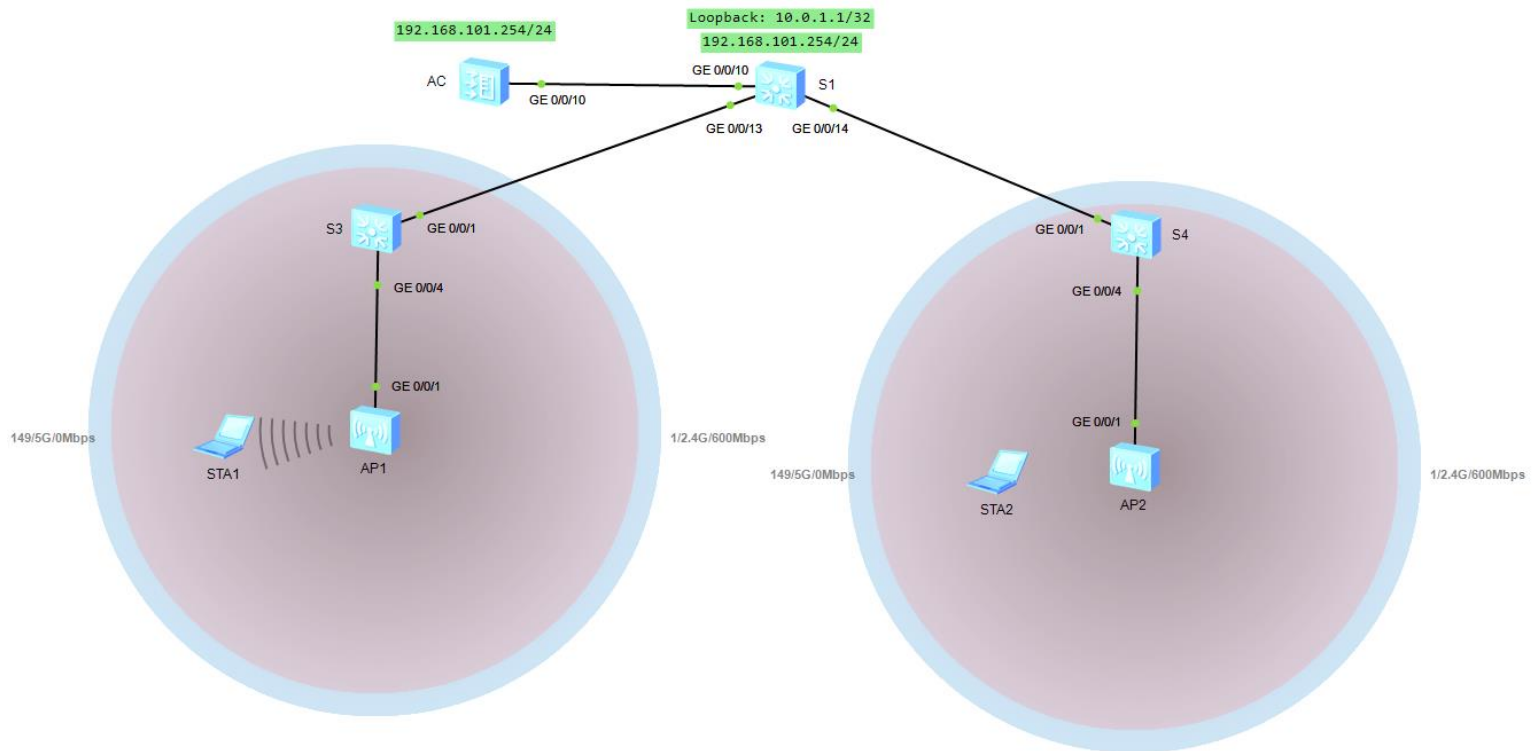 Loopback: 10.0.1.1/32
192.168.101.254/24
192.168.101.254/24
AC
GE 0/0/10
GE 0/0/10
S1
GE 0/0/13
GE 0/0/14
S3
GE 0/0/1
GE 0/0/1
S4
GE 0/0/4
GE 0/0/4
GE 0/0/1
GE 0/0/1
149/5G/0Mbps
1/2.4G/600Mbps
STA1
AP1
149/5G/0Mbps
1/2.4G/600Mbps
STA2
AP2